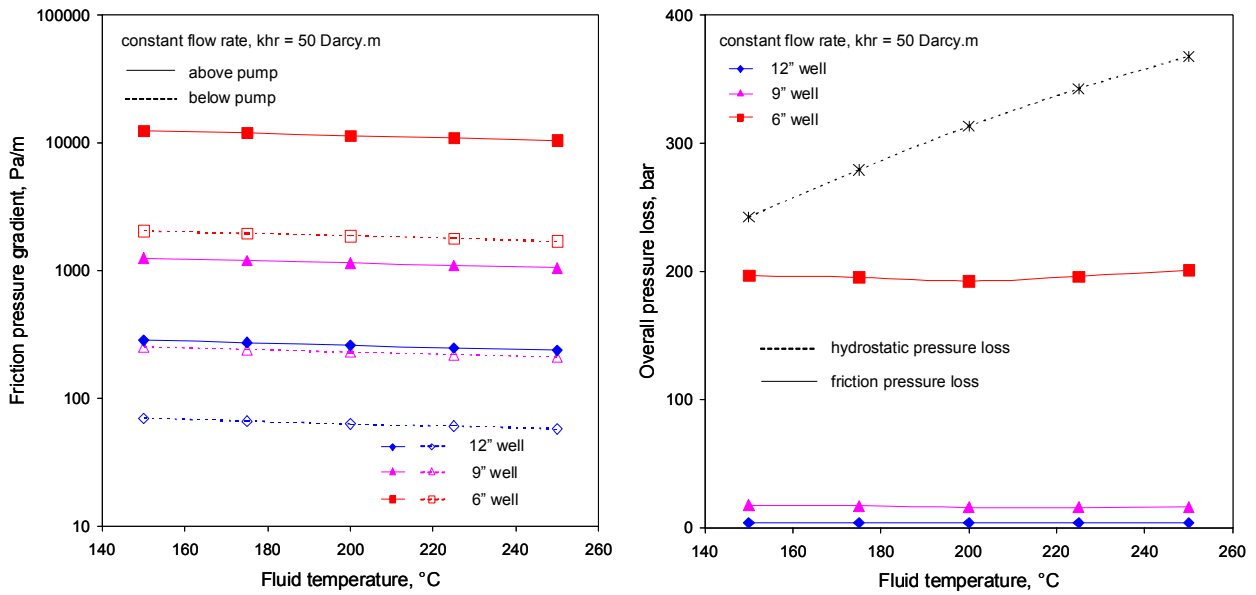 100000
10000
1000
100
10
Friction pressure gradient, Pa/m
constant flow rate, khr = 50 Darcy.m
above pump
below pump
12” well
9” well
6” well
140
160
180
200
220
240
260
Fluid temperature, °C
400
300
200
100
0
Overall pressure loss, bar
constant flow rate, khr = 50 Darcy.m
12” well
9” well
6” well
hydrostatic pressure loss
friction pressure loss
140
160
180
200
220
240
260
Fluid temperature, °C